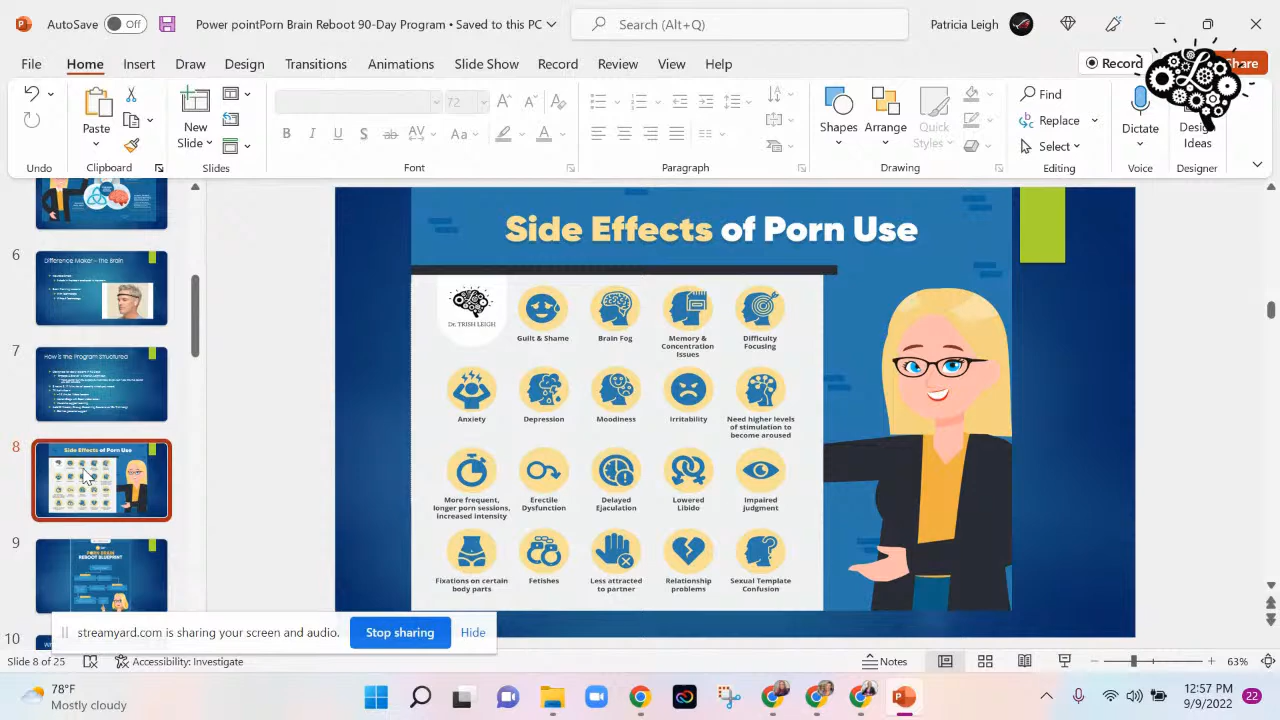 AutoSave Off Power pointPorn Brain Reboot 90-Day Program • Saved to this PC Search (Alt+Q) Patricia Leigh
File Home Insert Draw Design Transitions Animations Slide Show Record Review View Help Record Share
Paste New Slide 72 Shapes Arrange Quick Styles Find Replace Select Dictate Design Ideas
Undo Clipboard Slides Font Paragraph Drawing Editing Voice Designer
6
Difference Maker – the Brain
7
How is the Program Structured
8
Side Effects of Porn Use
9
PORN BRAIN
REBOOT BLUEPRINT
10
Side Effects of Porn Use
DR. TRISH LEIGH
Guilt & Shame
Brain Fog
Memory &
Concentration
Issues
Difficulty
Focusing
Anxiety
Depression
Moodiness
Irritability
Need higher levels
of stimulation to
become aroused
More frequent,
longer porn sessions,
increased intensity
Erectile
Dysfunction
Delayed
Ejaculation
Lowered
Libido
Impaired
judgment
Fixations on certain
body parts
Fetishes
Less attracted
to partner
Relationship
problems
Sexual Template
Confusion
streamyard.com is sharing your screen and audio. Stop sharing Hide
Slide 8 of 25 Accessibility: Investigate Notes 63%
78°F
Mostly cloudy
12:57 PM
9/9/2022
22